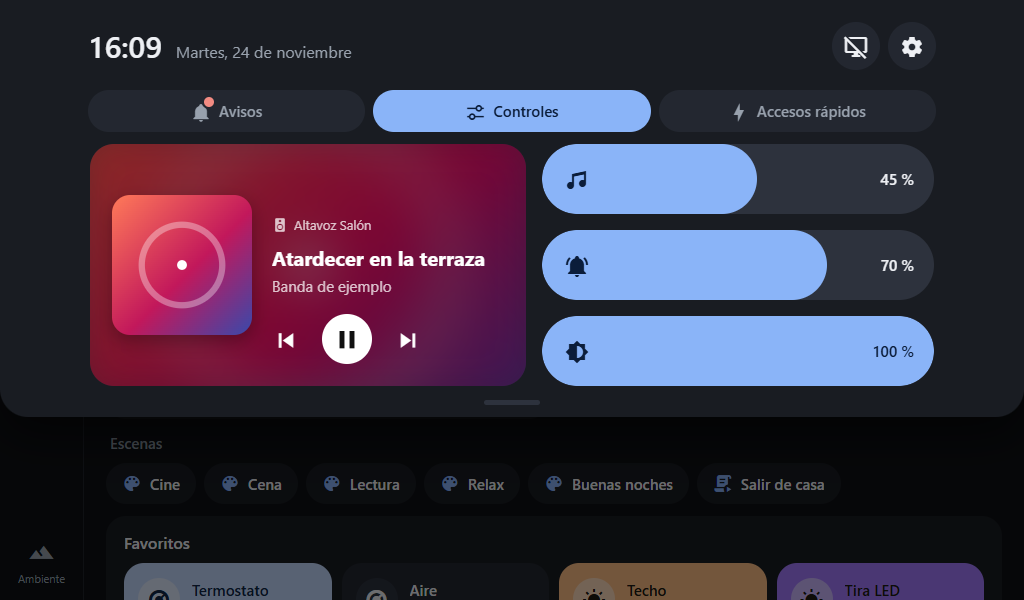 16:09 Martes, 24 de noviembre
Avisos Controles Accesos rápidos
Altavoz Salón
Atardecer en la terraza
Banda de ejemplo
45 %
70 %
100 %
Escenas
Cine Cena Lectura Relax Buenas noches Salir de casa
Favoritos
Ambiente
Termostato Aire Techo Tira LED